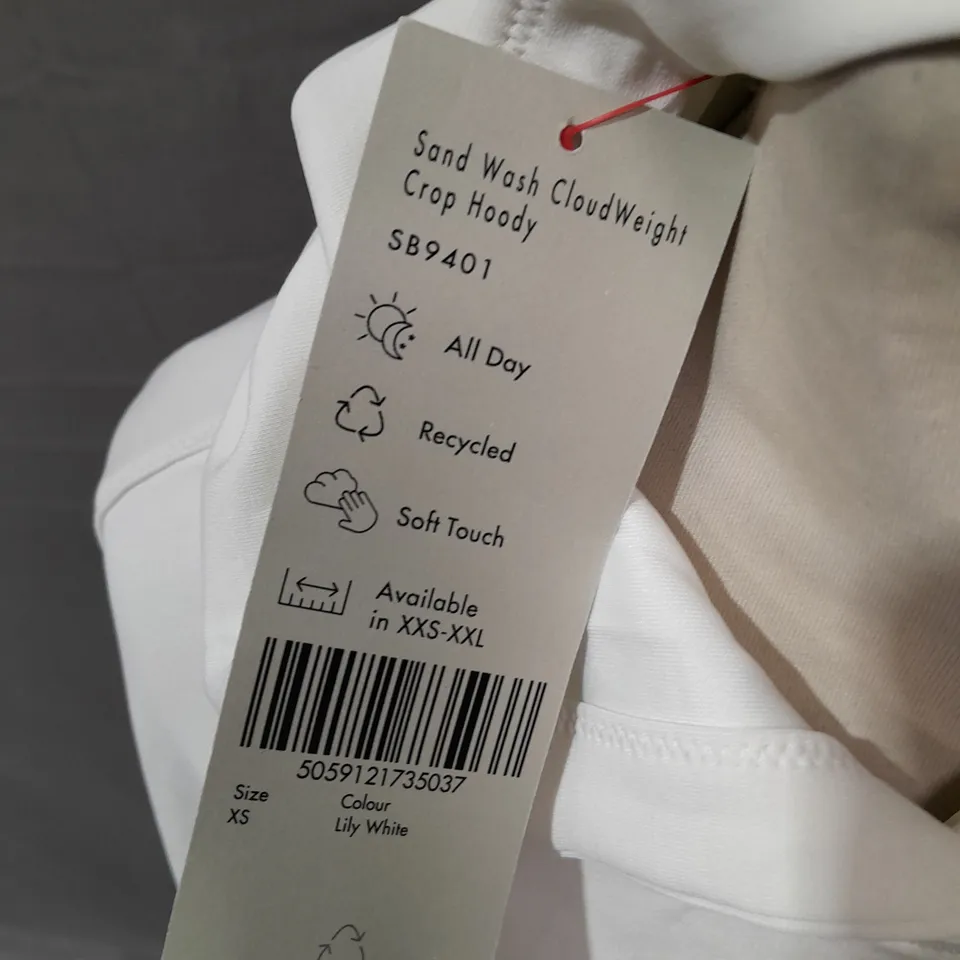 Sand Wash CloudWeight
Crop Hoody
SB9401
All Day
Recycled
Soft Touch
Available
in XXS-XXL
5059121735037
Size
Colour
XS
Lily White